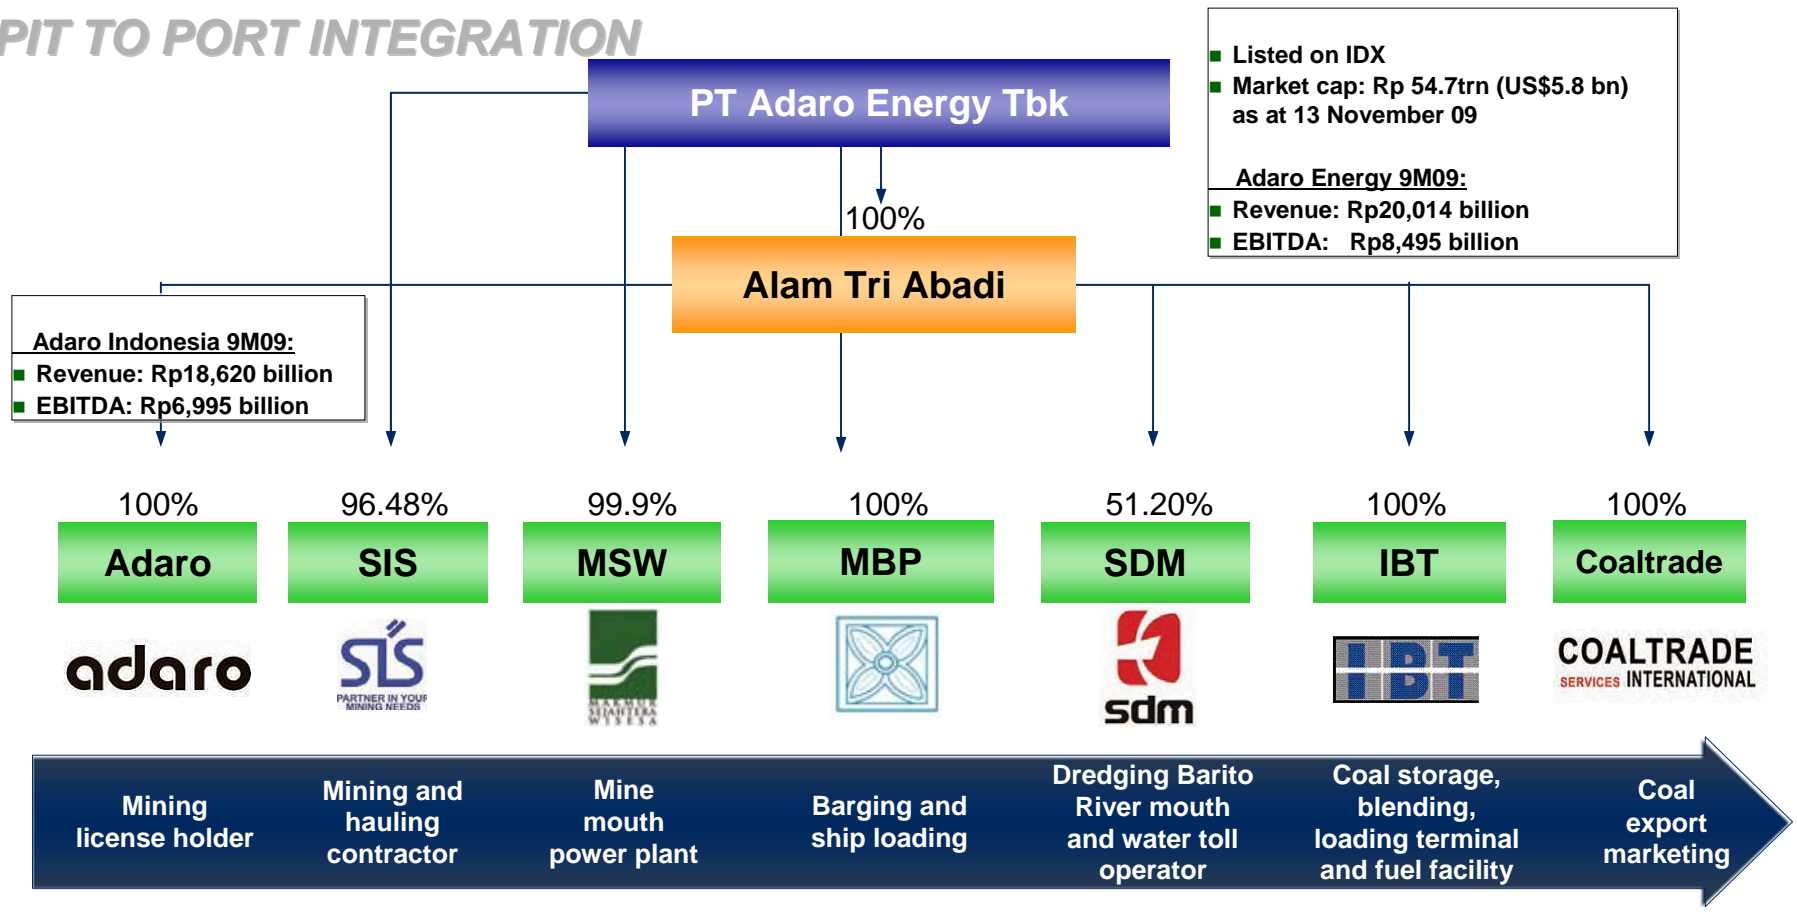 PIT TO PORT INTEGRATION
PT Adaro Energy Tbk
Listed on IDX
Market cap: Rp 54.7trn (US$5.8 bn)
as at 13 November 09
Adaro Energy 9M09:
Revenue: Rp20,014 billion
EBITDA: Rp8,495 billion
100%
Alam Tri Abadi
Adaro Indonesia 9M09:
Revenue: Rp18,620 billion
EBITDA: Rp6,995 billion
100%
96.48%
99.9%
100%
51.20%
100%
100%
Adaro
SIS
MSW
MBP
SDM
IBT
Coaltrade
adaro
SIS
PARTNER IN YOUR
MINING NEEDS
MAKMUR
SEJAHTERA
WISESA
sdm
IBT
COALTRADE
SERVICES INTERNATIONAL
Mining
license holder
Mining and
hauling
contractor
Mine
mouth
power plant
Barging and
ship loading
Dredging Barito
River mouth
and water toll
operator
Coal storage,
blending,
loading terminal
and fuel facility
Coal
export
marketing